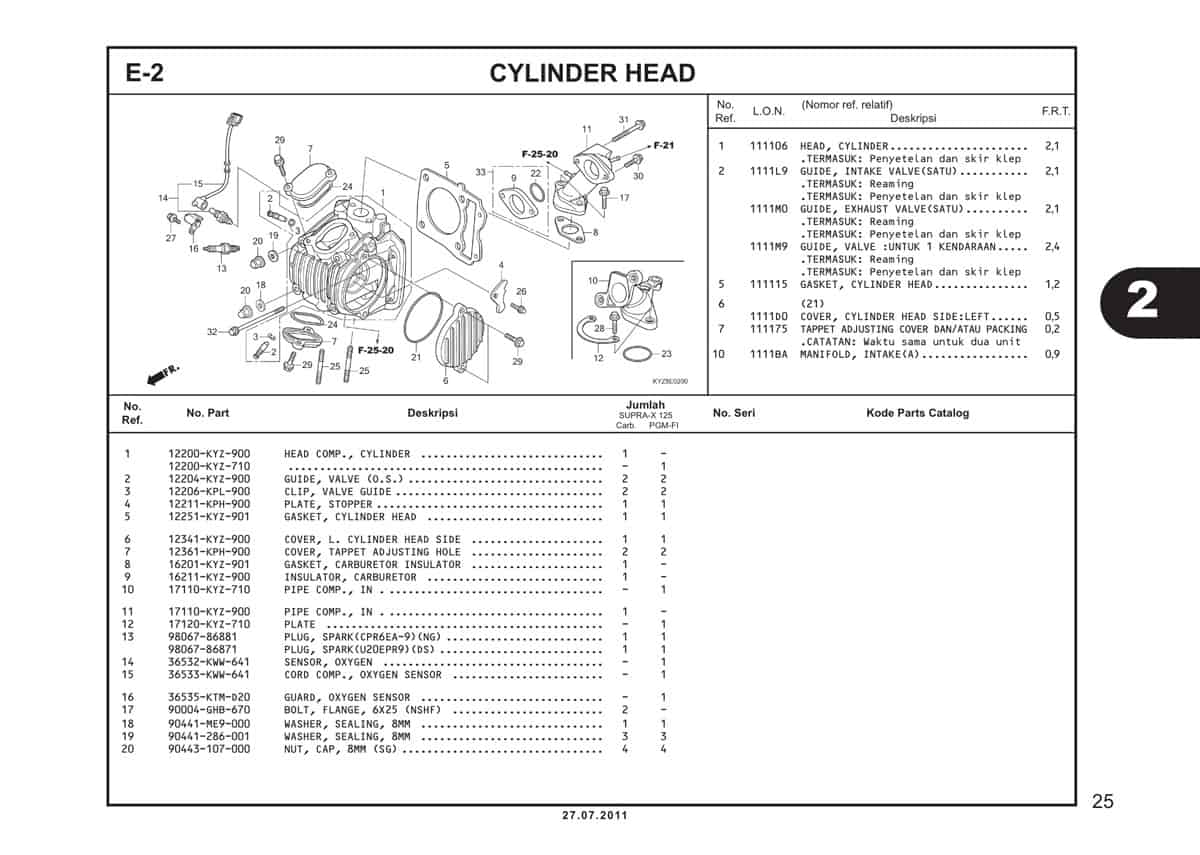 E-2
CYLINDER HEAD
31
11
F-21
29
7
F-25-20
30
33
22
9
5
17
15
24
1
14
2
8
27
16
3
19
20
13
4
10
26
18
20
32
24
28
3
7
2
12
23
F-25-20
29
25
25
21
6
29
FR.
KYZ8E0200
No. Ref. L.O.N. (Nomor ref. relatif) Deskripsi F.R.T.
1 111106 HEAD, CYLINDER...................... 2,1
.TERMASUK: Penyetelan dan skir klep
2 1111L9 GUIDE, INTAKE VALVE(SATU)........... 2,1
.TERMASUK: Reaming
.TERMASUK: Penyetelan dan skir klep
1111M0 GUIDE, EXHAUST VALVE(SATU).......... 2,1
.TERMASUK: Reaming
.TERMASUK: Penyetelan dan skir klep
1111M9 GUIDE, VALVE :UNTUK 1 KENDARAAN..... 2,4
.TERMASUK: Reaming
.TERMASUK: Penyetelan dan skir klep
5 111115 GASKET, CYLINDER HEAD............... 1,2
6 (21)
1111D0 COVER, CYLINDER HEAD SIDE:LEFT...... 0,5
7 111175 TAPPET ADJUSTING COVER DAN/ATAU PACKING 0,2
.CATATAN: Waktu sama untuk dua unit
10 1111BA MANIFOLD, INTAKE(A)................. 0,9
No. Ref. No. Part Deskripsi Jumlah SUPRA-X 125 Carb. PGM-FI No. Seri Kode Parts Catalog
1 12200-KYZ-900 HEAD COMP., CYLINDER ............................. 1 –
12200-KYZ-710 .................................................. – 1
2 12204-KYZ-900 GUIDE, VALVE (O.S.) ............................... 2 2
3 12206-KPL-900 CLIP, VALVE GUIDE ................................. 2 2
4 12211-KPH-900 PLATE, STOPPER .................................... 1 1
5 12251-KYZ-901 GASKET, CYLINDER HEAD ............................ 1 1
6 12341-KYZ-900 COVER, L. CYLINDER HEAD SIDE ..................... 1 1
7 12361-KPH-900 COVER, TAPPET ADJUSTING HOLE ..................... 2 2
8 16201-KYZ-901 GASKET, CARBURETOR INSULATOR ..................... 1 –
9 16211-KYZ-900 INSULATOR, CARBURETOR ............................ 1 –
10 17110-KYZ-710 PIPE COMP., IN . .................................. – 1
11 17110-KYZ-900 PIPE COMP., IN . .................................. 1 –
12 17120-KYZ-710 PLATE ............................................ – 1
13 98067-86881 PLUG, SPARK(CPR6EA-9)(NG) ......................... 1 1
98067-86871 PLUG, SPARK(U20EPR9)(DS) .......................... 1 1
14 36532-KWW-641 SENSOR, OXYGEN ................................... – 1
15 36533-KWW-641 CORD COMP., OXYGEN SENSOR ........................ – 1
16 36535-KTM-D20 GUARD, OXYGEN SENSOR ............................. – 1
17 90004-GHB-670 BOLT, FLANGE, 6X25 (NSHF) ........................ 2 –
18 90441-ME9-000 WASHER, SEALING, 8MM ............................. 1 1
19 90441-286-001 WASHER, SEALING, 8MM ............................. 3 3
20 90443-107-000 NUT, CAP, 8MM (SG) ................................ 4 4
2
25
27.07.2011